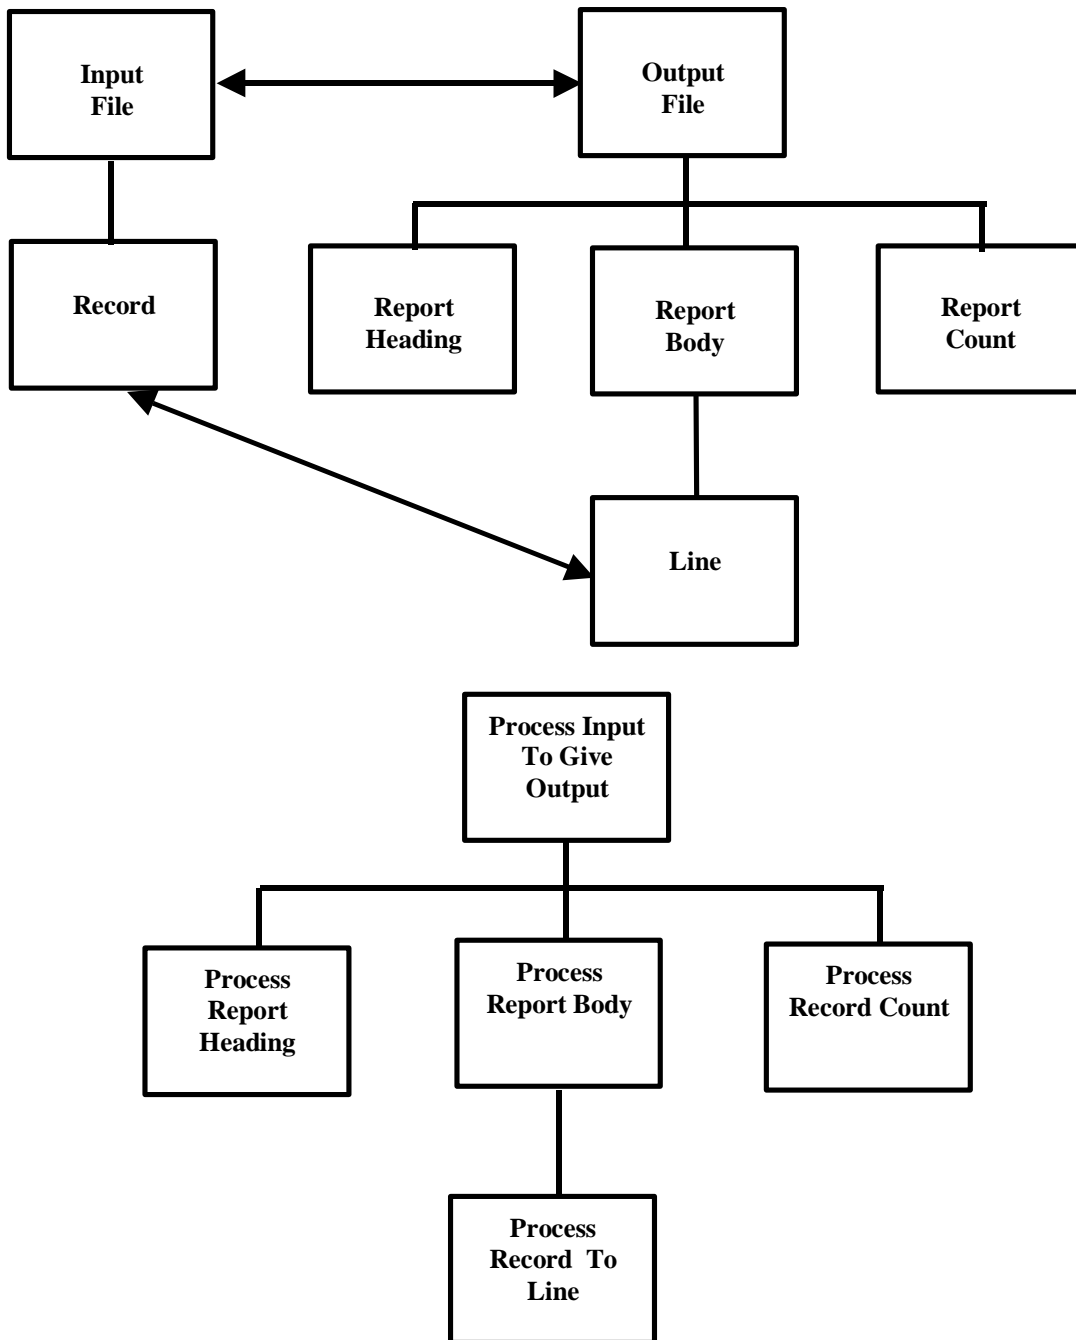 Input
File
Output
File
Record
Report
Heading
Report
Body
Report
Count
Line
Process Input
To Give
Output
Process
Report
Heading
Process
Report Body
Process
Record Count
Process
Record To
Line